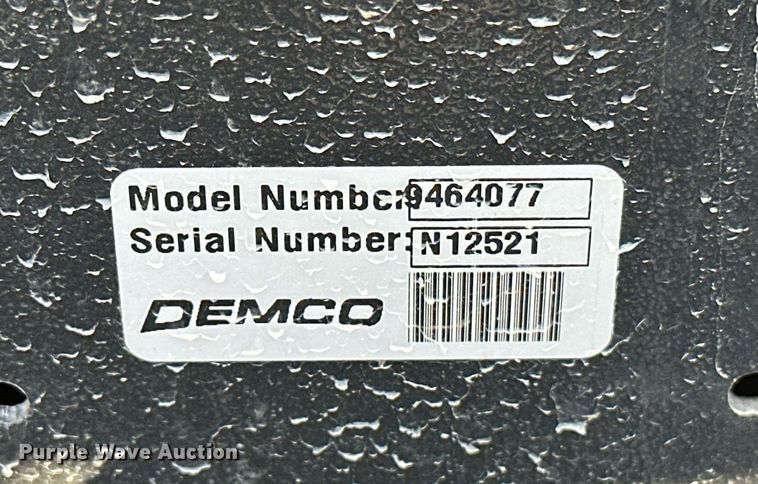 Model Number: 9464077
Serial Number: N12521
DEMCO
Purple Wave Auction